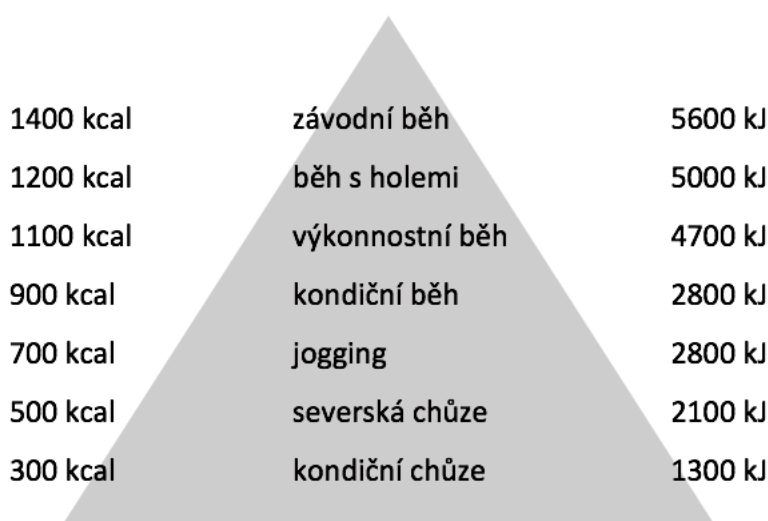 1400 kcal závodní běh 5600 kJ
1200 kcal běh s holemi 5000 kJ
1100 kcal výkonnostní běh 4700 kJ
900 kcal kondiční běh 2800 kJ
700 kcal jogging 2800 kJ
500 kcal severská chůze 2100 kJ
300 kcal kondiční chůze 1300 kJ